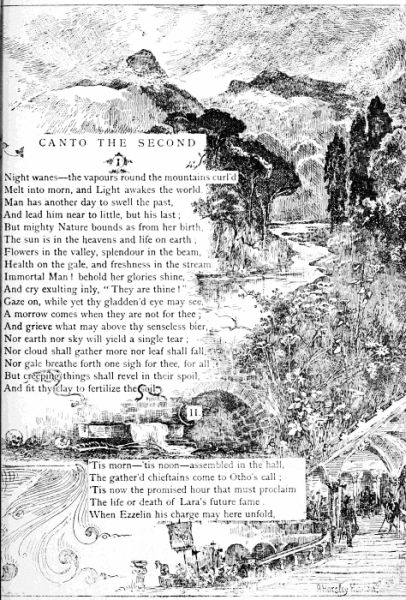 CANTO THE SECOND
I.
Night wanes—the vapours round the mountains curl'd
Melt into morn, and Light awakes the world.
Man has another day to swell the past,
And lead him near to little, but his last ;
But mighty Nature bounds as from her birth,
The sun is in the heavens and life on earth ;
Flowers in the valley, splendour in the beam,
Health on the gale, and freshness in the stream
Immortal Man ! behold her glories shine,
And cry exulting inly, " They are thine ! "
Gaze on, while yet thy gladden'd eye may see,
A morrow comes when they are not for thee ;
And grieve what may above thy senseless bier,
Nor earth nor sky will yield a single tear ;
Nor cloud shall gather more nor leaf shall fall,
Nor gale breathe forth one sigh for thee, for all
But creeping things shall revel in their spoil,
And fit thy clay to fertilize the soil.
II.
'Tis morn—'tis noon—assembled in the hall,
The gather'd chieftains come to Otho's call ;
'Tis now the promised hour that must proclaim
The life or death of Lara's future fame
When Ezzelin his charge may here unfold,